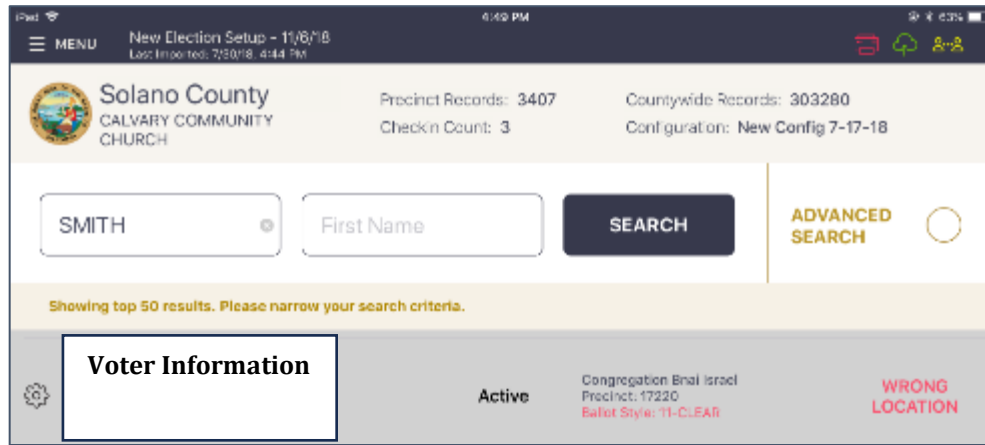 iPad 4:49 PM 63%
MENU New Election Setup - 11/6/18
Last Imported: 7/30/18, 4:44 PM
Solano County
CALVARY COMMUNITY
CHURCH
Precinct Records: 3407
Checkin Count: 3
Countywide Records: 303280
Configuration: New Config 7-17-18
SMITH
First Name
SEARCH
ADVANCED
SEARCH
Showing top 50 results. Please narrow your search criteria.
Voter Information
Active
Congregation Bnai Israel
Precinct: 17220
Ballot Style: 11-CLEAR
WRONG
LOCATION